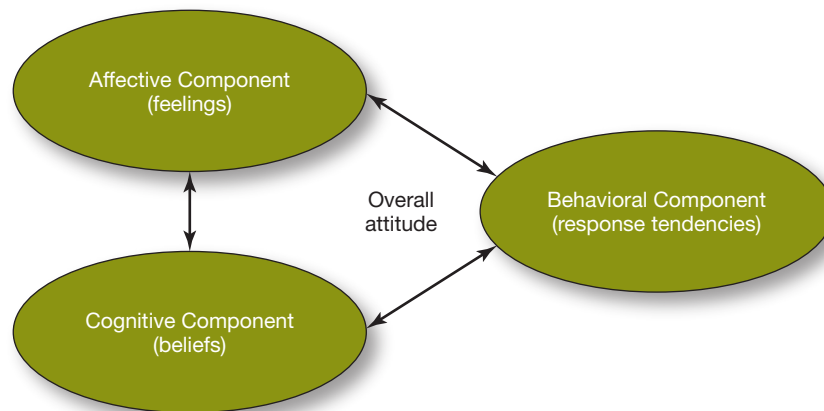 Affective Component
(feelings)
Overall
attitude
Behavioral Component
(response tendencies)
Cognitive Component
(beliefs)